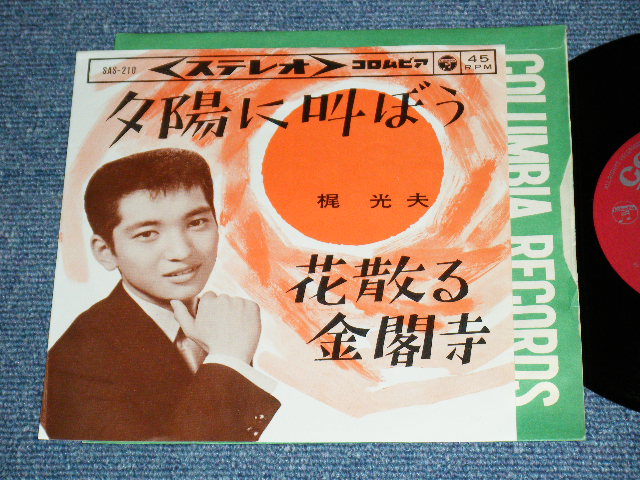 SAS-210
<ステレオ>
コロムビア
45
RPM
夕陽に叫ぼう
梶 光夫
花散る
金閣寺
COLUMBIA RECORDS